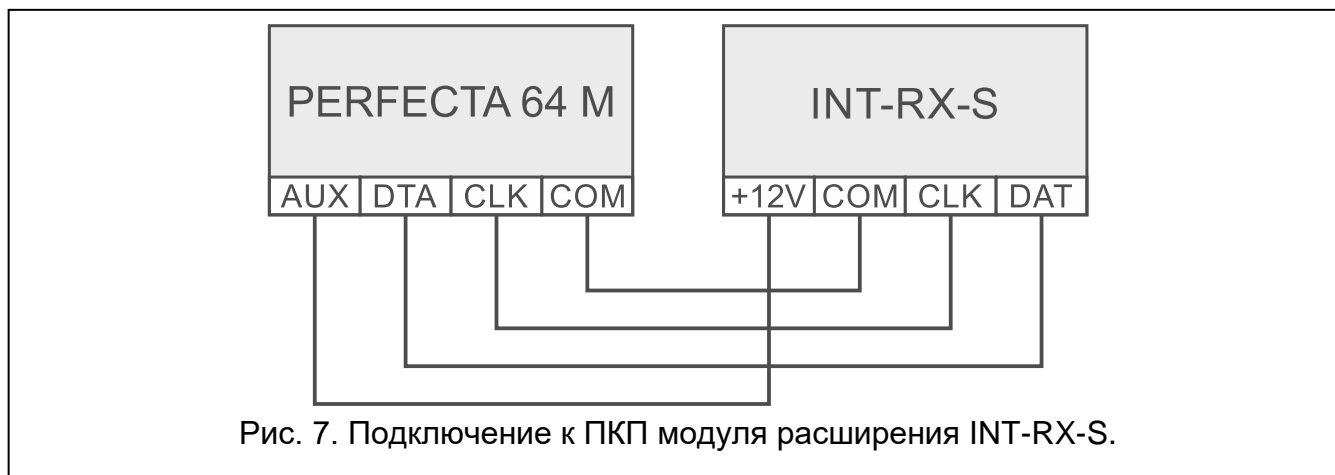 PERFECTA 64 M
INT-RX-S
AUX DTA CLK COM
+12V COM CLK DAT
Рис. 7. Подключение к ПКП модуля расширения INT-RX-S.